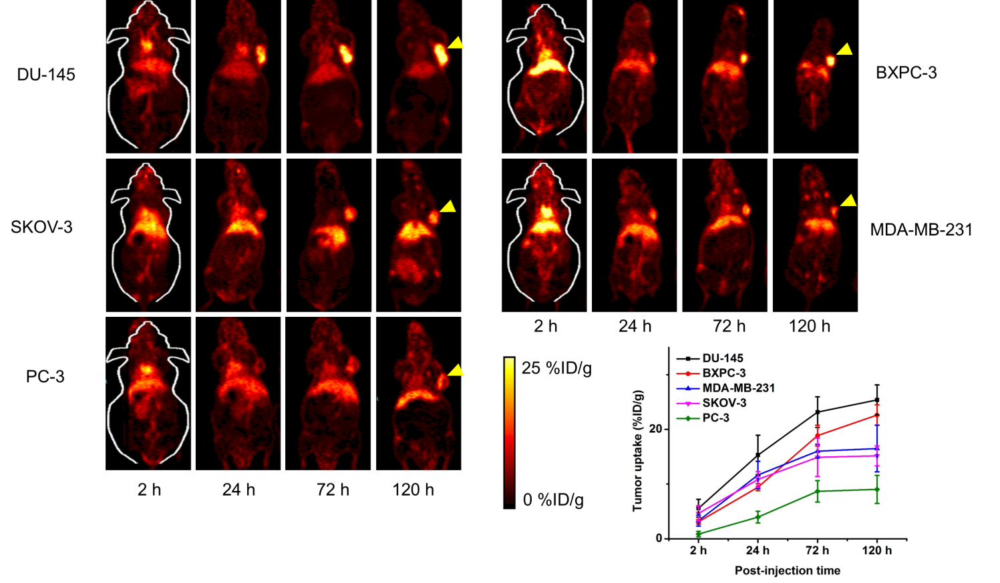 DU-145
BXPC-3
SKOV-3
MDA-MB-231
2 h 24 h 72 h 120 h
PC-3
25 %ID/g
0 %ID/g
2 h 24 h 72 h 120 h
DU-145
BXPC-3
MDA-MB-231
SKOV-3
PC-3
Tumor uptake (%ID/g)
20
0
2 h 24 h 72 h 120 h
Post-injection time